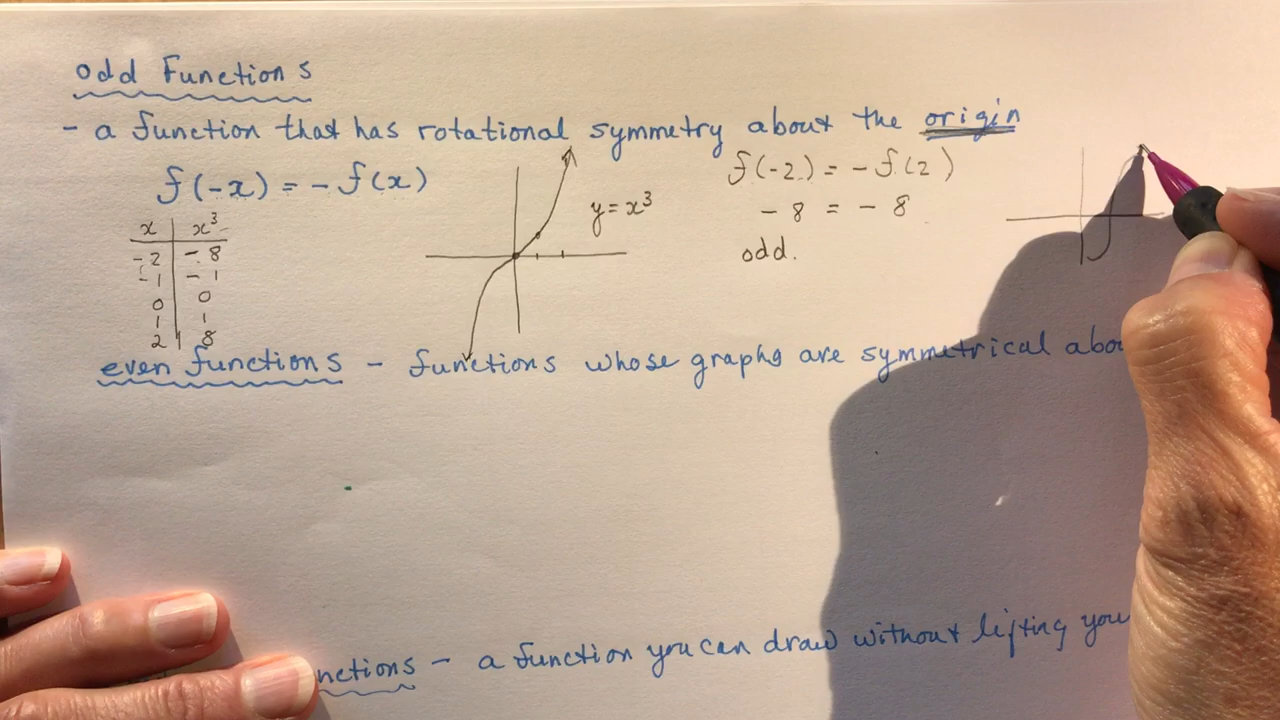 odd Functions
- a function that has rotational symmetry about the origin
f(-x) = -f(x)
x | x³
-2 | -8
-1 | -1
0 | 0
1 | 1
2 | 8
y = x³
f(-2) = -f(2)
-8 = -8
odd.
even functions - functions whose graphs are symmetrical
nctions - a function you can draw without lifting